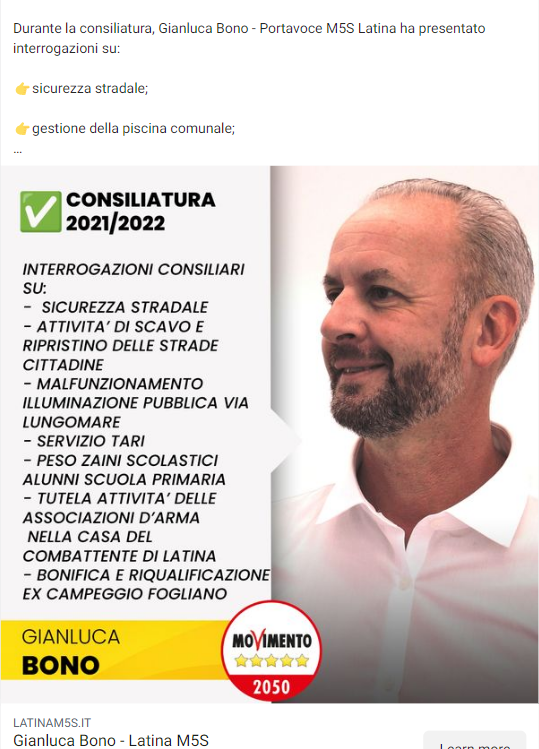 Durante la consiliatura, Gianluca Bono - Portavoce M5S Latina ha presentato
interrogazioni su:
👉sicurezza stradale;
👉gestione della piscina comunale;
...
✅ CONSILIATURA
2021/2022
INTERROGAZIONI CONSILIARI
SU:
- SICUREZZA STRADALE
- ATTIVITA' DI SCAVO E
RIPRISTINO DELLE STRADE
CITTADINE
- MALFUNZIONAMENTO
ILLUMINAZIONE PUBBLICA VIA
LUNGOMARE
- SERVIZIO TARI
- PESO ZAINI SCOLASTICI
ALUNNI SCUOLA PRIMARIA
- TUTELA ATTIVITA' DELLE
ASSOCIAZIONI D'ARMA
NELLA CASA DEL
COMBATTENTE DI LATINA
- BONIFICA E RIQUALIFICAZIONE
EX CAMPEGGIO FOGLIANO
GIANLUCA
BONO
MOVIMENTO
2050
LATINAM5S.IT
Gianluca Bono - Latina M5S
Learn more